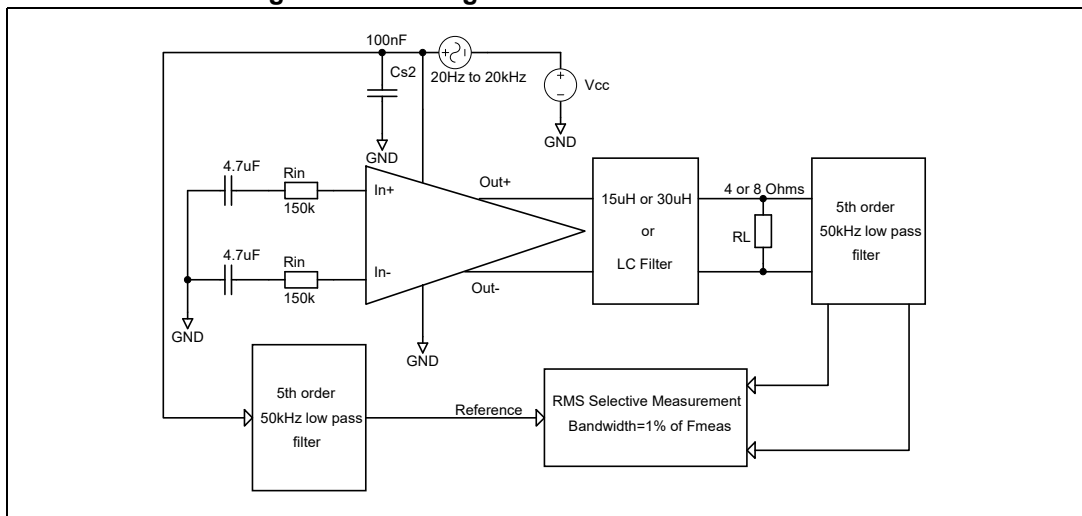 100nF
Cs2
20Hz to 20kHz
Vcc
GND
GND
4.7uF
Rin
150k
In+
Out+
4.7uF
Rin
150k
In-
Out-
GND
GND
15uH or 30uH
or
LC Filter
4 or 8 Ohms
RL
5th order
50kHz low pass
filter
5th order
50kHz low pass
filter
Reference
RMS Selective Measurement
Bandwidth=1% of Fmeas